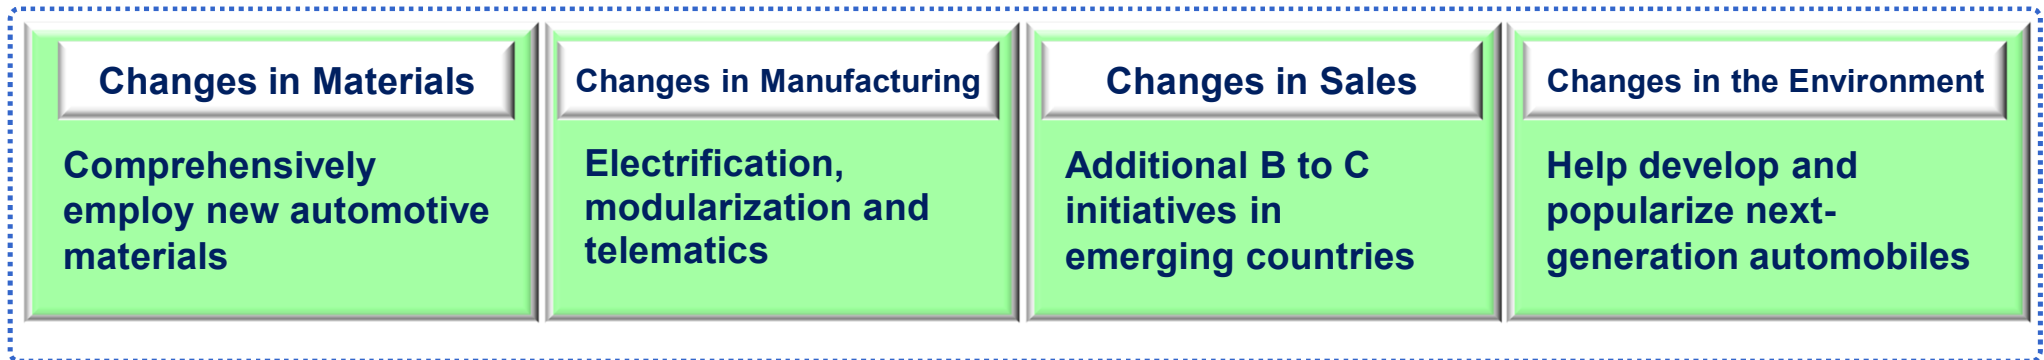 Changes in Materials
Comprehensively
employ new automotive
materials
Changes in Manufacturing
Electrification,
modularization and
telematics
Changes in Sales
Additional B to C
initiatives in
emerging countries
Changes in the Environment
Help develop and
popularize next-
generation automobiles